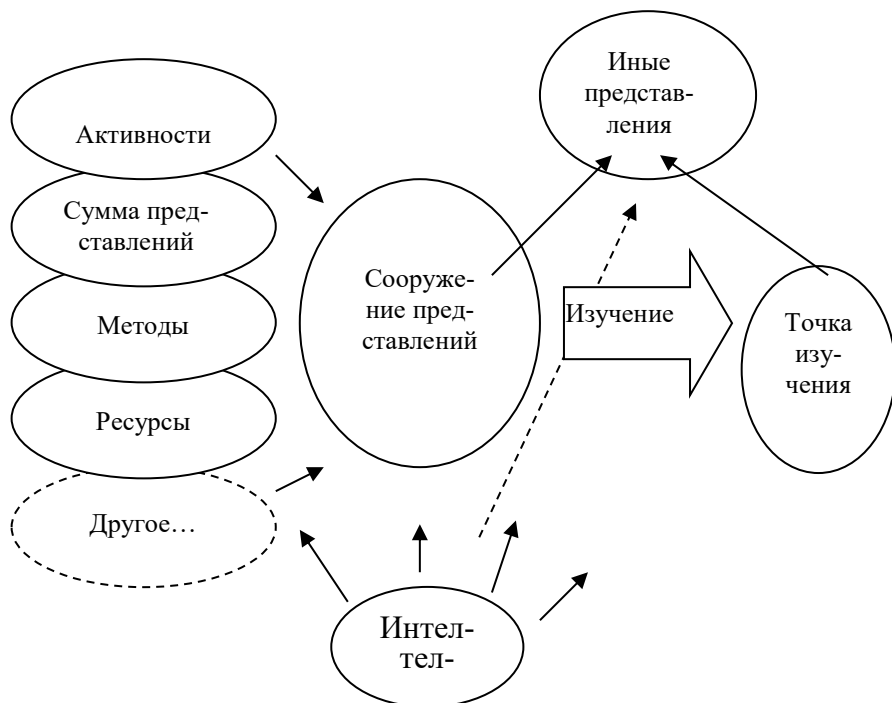 Активности
Сумма пред-
ставлений
Методы
Ресурсы
Другое…
Сооруже-
ние пред-
ставлений
Иные
представ-
ления
Изучение
Точка
изу-
чения
Интел-
тел-